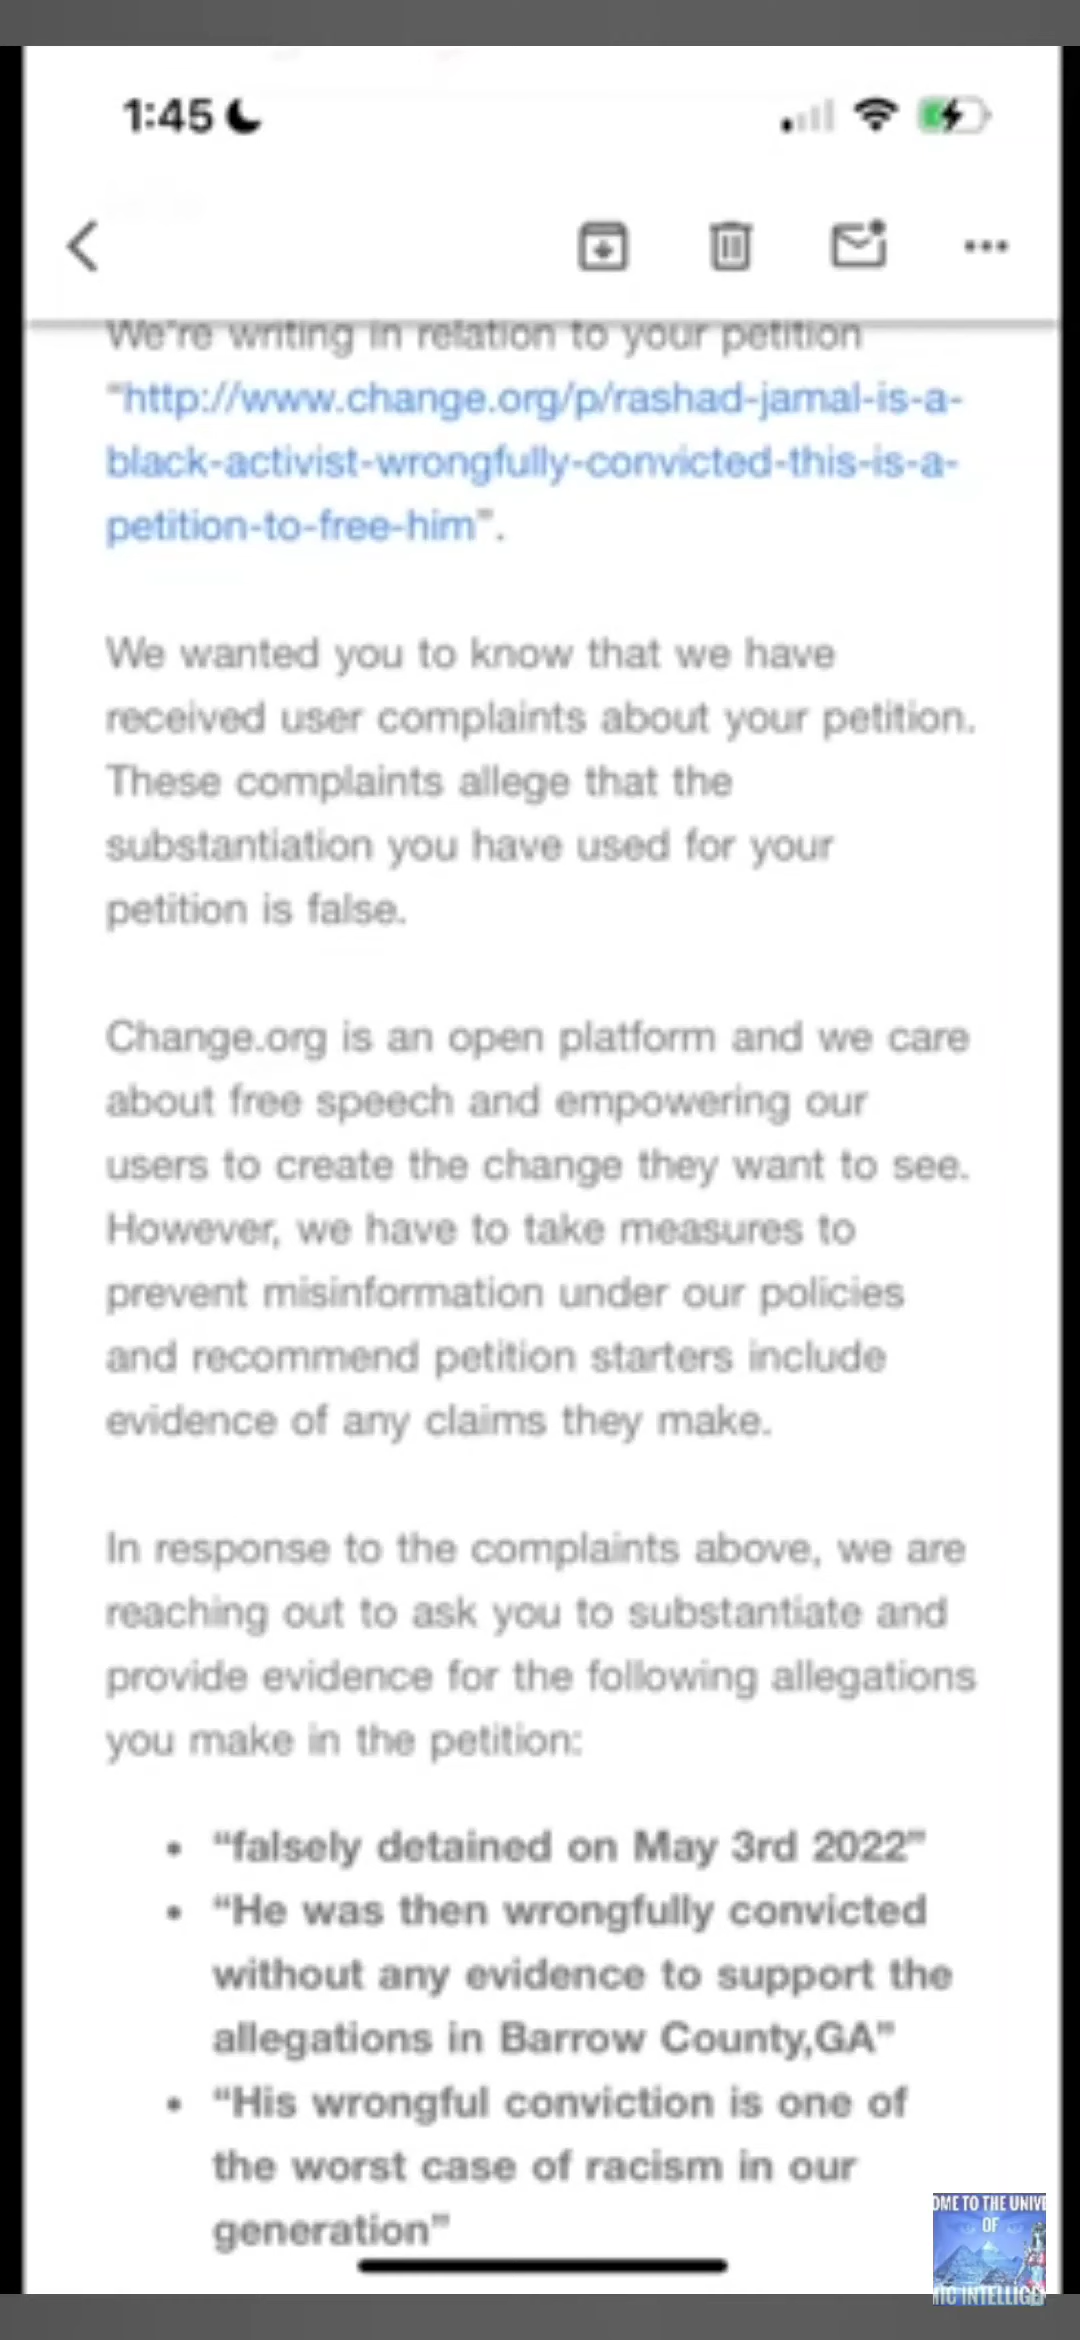 1:45
We're writing in relation to your petition
"http://www.change.org/p/rashad-jamal-is-a-
black-activist-wrongfully-convicted-this-is-a-
petition-to-free-him".
We wanted you to know that we have
received user complaints about your petition.
These complaints allege that the
substantiation you have used for your
petition is false.
Change.org is an open platform and we care
about free speech and empowering our
users to create the change they want to see.
However, we have to take measures to
prevent misinformation under our policies
and recommend petition starters include
evidence of any claims they make.
In response to the complaints above, we are
reaching out to ask you to substantiate and
provide evidence for the following allegations
you make in the petition:
• “falsely detained on May 3rd 2022”
• “He was then wrongfully convicted
without any evidence to support the
allegations in Barrow County,GA”
• “His wrongful conviction is one of
the worst case of racism in our
generation”
OME TO THE UNIVE
OF
MIC INTELLIGEN